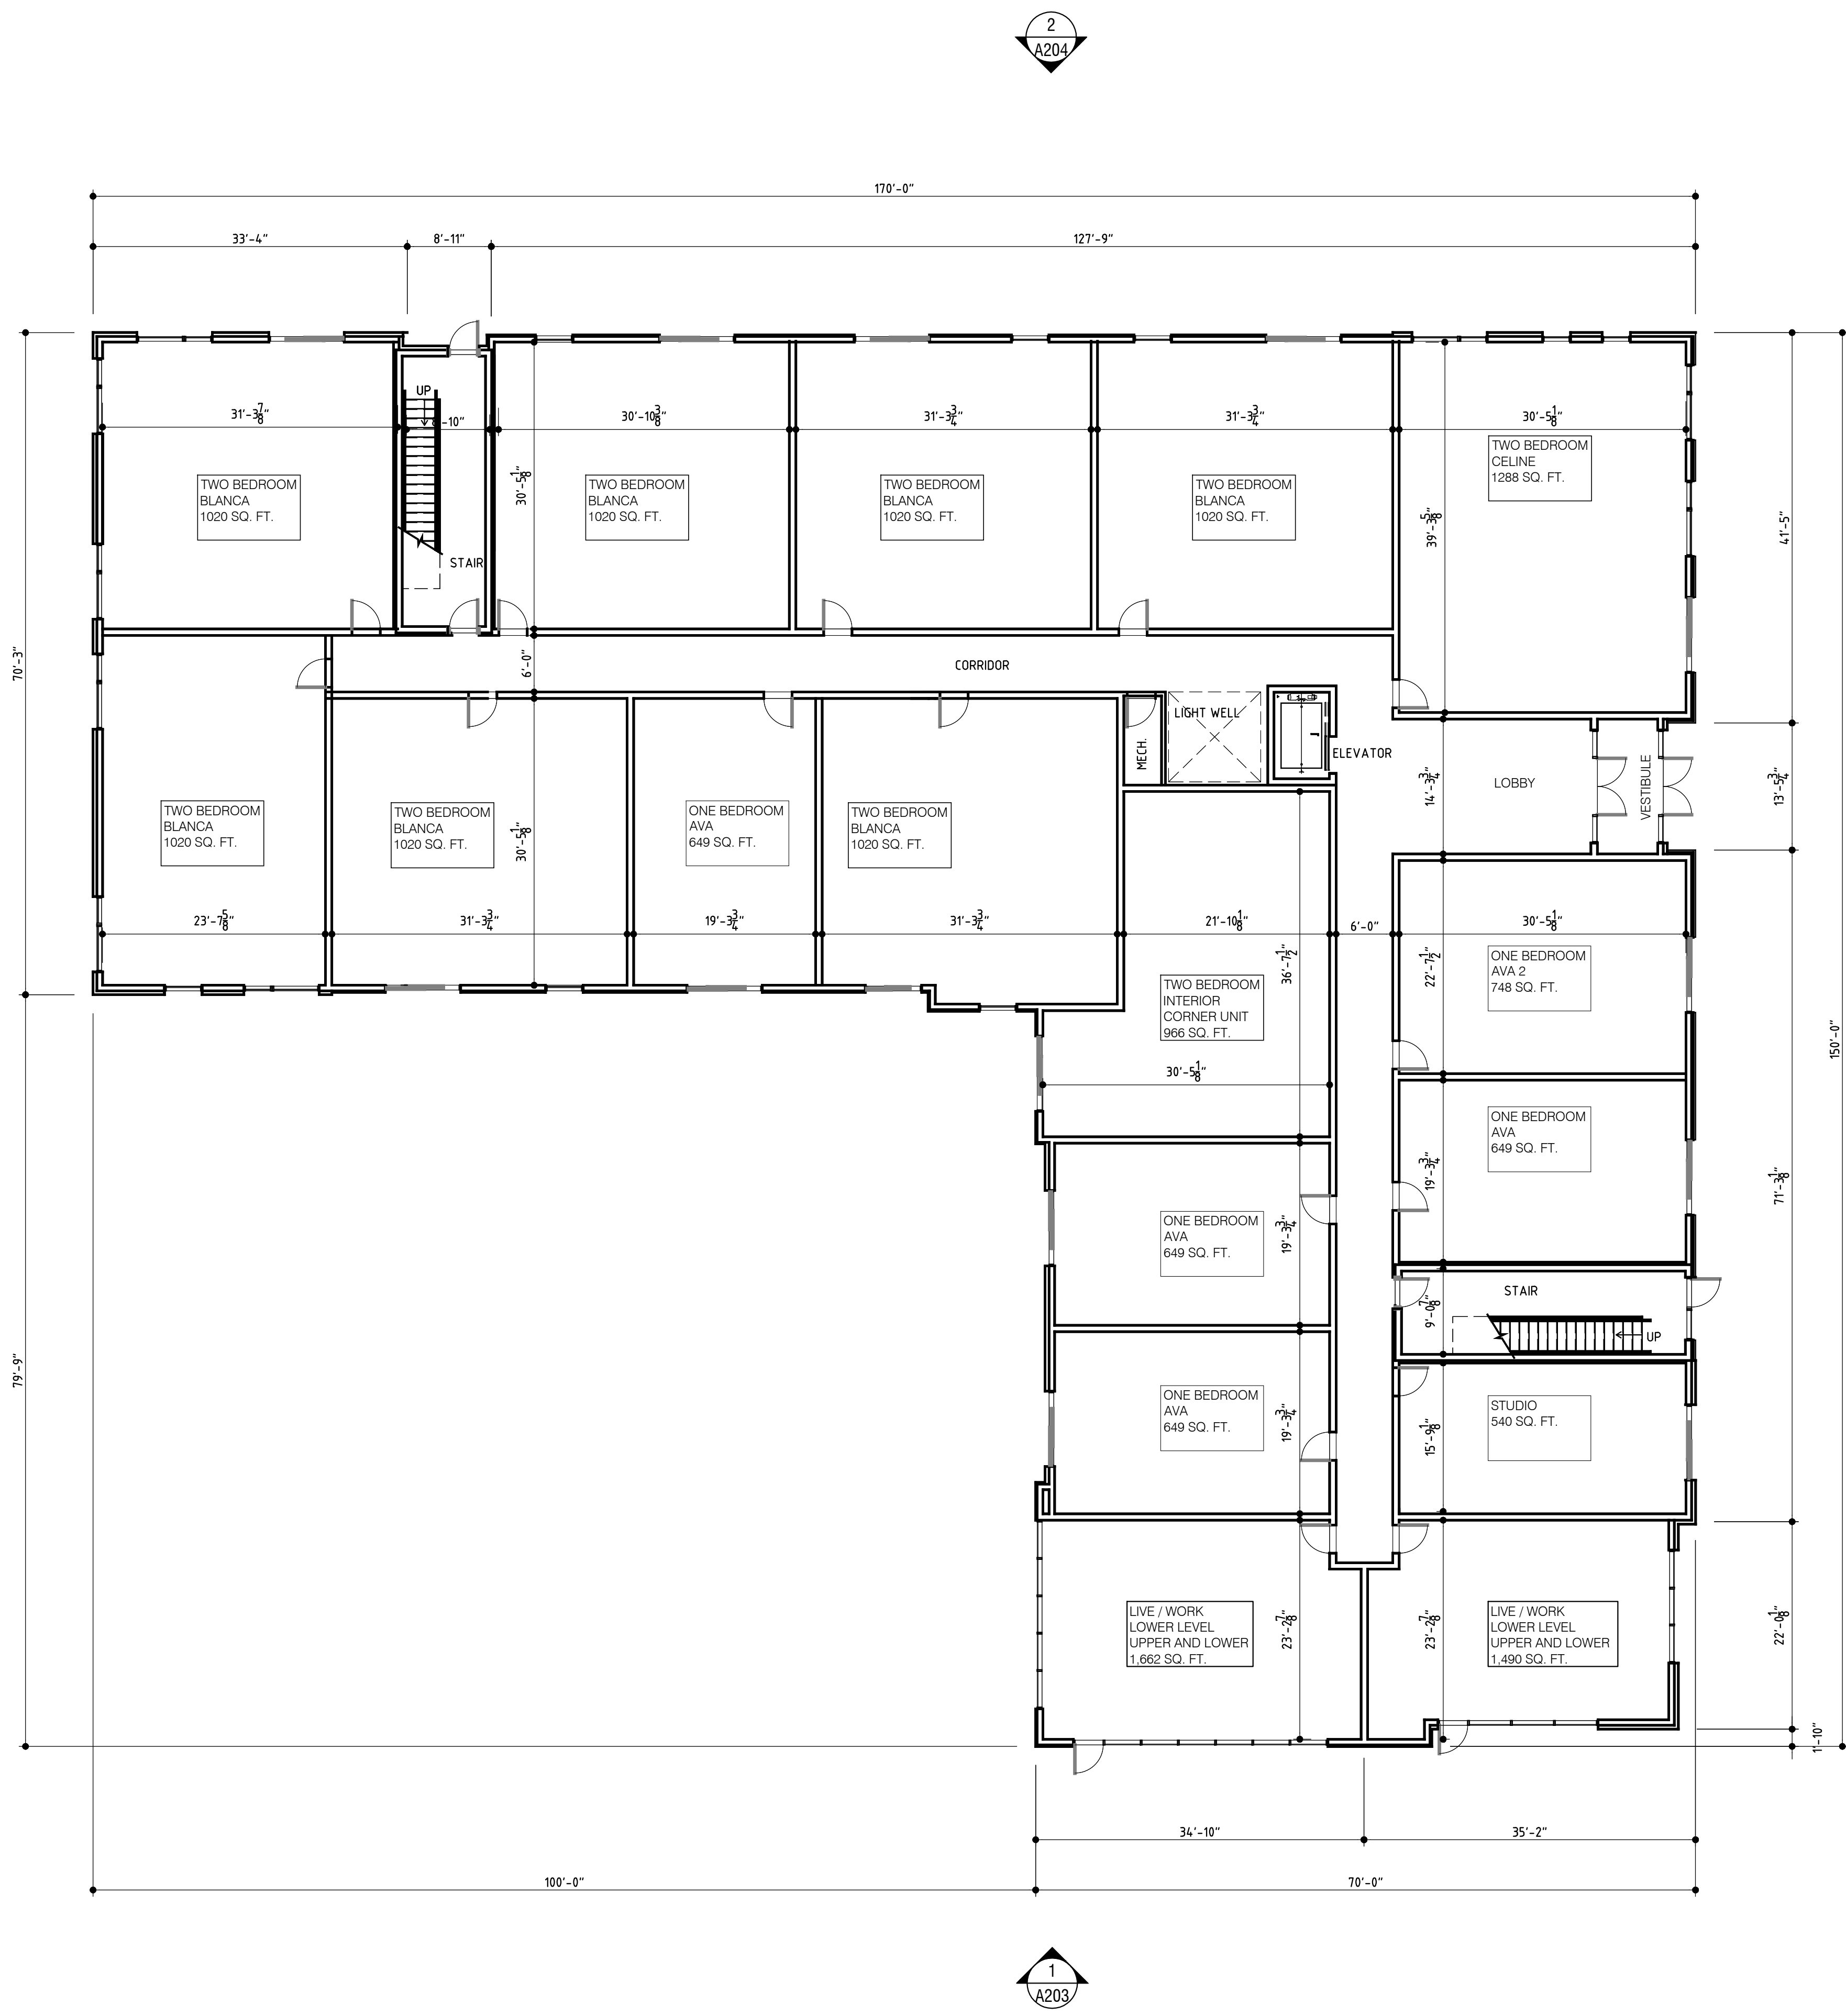 2
A204
170'-0"
33'-4"
8'-11"
127'-9"
UP
31'-3 7/8"
30'-10 3/8"
31'-3 3/4"
31'-3 3/4"
30'-5 1/8"
TWO BEDROOM
CELINE
1288 SQ. FT.
TWO BEDROOM
BLANCA
1020 SQ. FT.
30'-5 1/8"
TWO BEDROOM
BLANCA
1020 SQ. FT.
TWO BEDROOM
BLANCA
1020 SQ. FT.
TWO BEDROOM
BLANCA
1020 SQ. FT.
39'-3 5/8"
41'-5"
STAIR
70'-3"
6'-0"
CORRIDOR
LIGHT WELL
MECH.
ELEVATOR
14'-3 3/4"
LOBBY
VESTIBULE
13'-5 3/4"
TWO BEDROOM
BLANCA
1020 SQ. FT.
TWO BEDROOM
BLANCA
1020 SQ. FT.
30'-5 1/8"
ONE BEDROOM
AVA
649 SQ. FT.
TWO BEDROOM
BLANCA
1020 SQ. FT.
23'-7 5/8"
31'-3 3/4"
19'-3 3/4"
31'-3 3/4"
21'-10 1/8"
6'-0"
30'-5 1/8"
36'-7 1/2"
22'-7 1/2"
ONE BEDROOM
AVA 2
748 SQ. FT.
TWO BEDROOM
INTERIOR
CORNER UNIT
966 SQ. FT.
150'-0"
30'-5 1/8"
ONE BEDROOM
AVA
649 SQ. FT.
19'-3 3/4"
71'-3 1/8"
ONE BEDROOM
AVA
649 SQ. FT.
19'-3 3/4"
STAIR
9'-0 7/8"
UP
79'-9"
ONE BEDROOM
AVA
649 SQ. FT.
19'-3 3/4"
STUDIO
540 SQ. FT.
15'-9 1/8"
LIVE / WORK
LOWER LEVEL
UPPER AND LOWER
1,662 SQ. FT.
23'-2 7/8"
23'-2 7/8"
LIVE / WORK
LOWER LEVEL
UPPER AND LOWER
1,490 SQ. FT.
22'-0 1/8"
1'-10"
34'-10"
35'-2"
100'-0"
70'-0"
1
A203